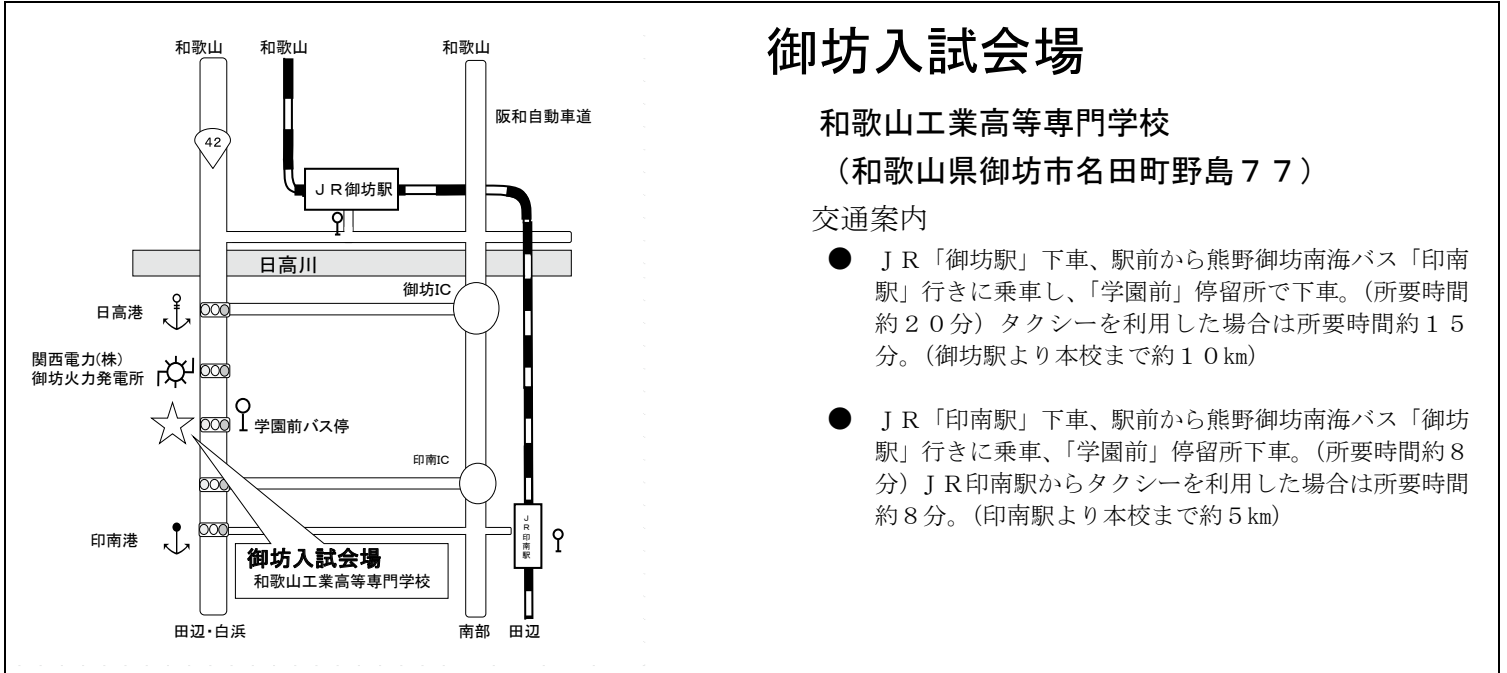 和歌山
和歌山
和歌山
阪和自動車道
42
ＪＲ御坊駅
日高川
御坊IC
日高港
関西電力(株)
御坊火力発電所
学園前バス停
印南IC
ＪＲ印南駅
印南港
御坊入試会場
和歌山工業高等専門学校
田辺・白浜
南部
田辺
御坊入試会場
和歌山工業高等専門学校
（和歌山県御坊市名田町野島７７）
交通案内
● ＪＲ「御坊駅」下車、駅前から熊野御坊南海バス「印南
駅」行きに乗車し、「学園前」停留所で下車。（所要時間
約２０分）タクシーを利用した場合は所要時間約１５
分。（御坊駅より本校まで約１０㎞）
● ＪＲ「印南駅」下車、駅前から熊野御坊南海バス「御坊
駅」行きに乗車、「学園前」停留所下車。（所要時間約８
分）ＪＲ印南駅からタクシーを利用した場合は所要時間
約８分。（印南駅より本校まで約５㎞）